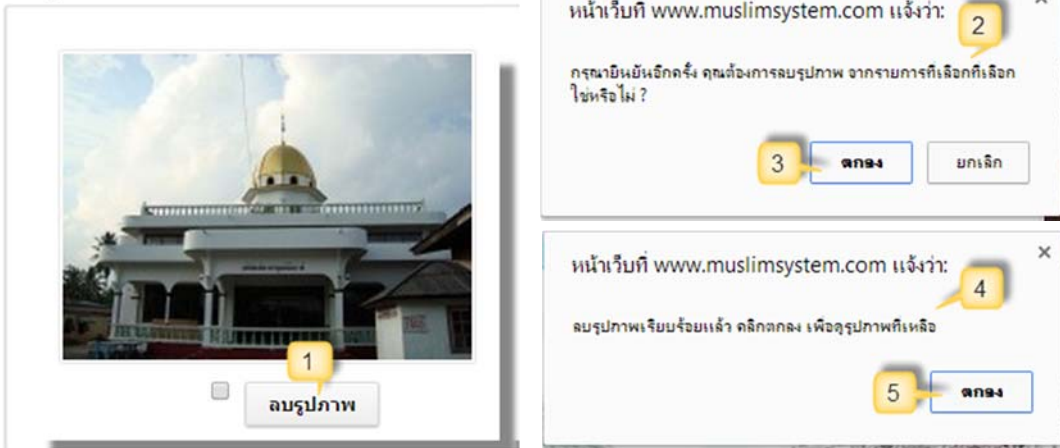 1
ลบรูปภาพ
หน้าเว็บที่ www.muslimsystem.com แจ้งว่า:
2
กรุณายืนยันอีกครั้ง คุณต้องการลบรูปภาพ จากรายการที่เลือกที่เลือก
ใช่หรือไม่ ?
3
ตกลง
ยกเลิก
หน้าเว็บที่ www.muslimsystem.com แจ้งว่า:
4
ลบรูปภาพเรียบร้อยแล้ว คลิกตกลง เพื่อดูรูปภาพที่เหลือ
5
ตกลง